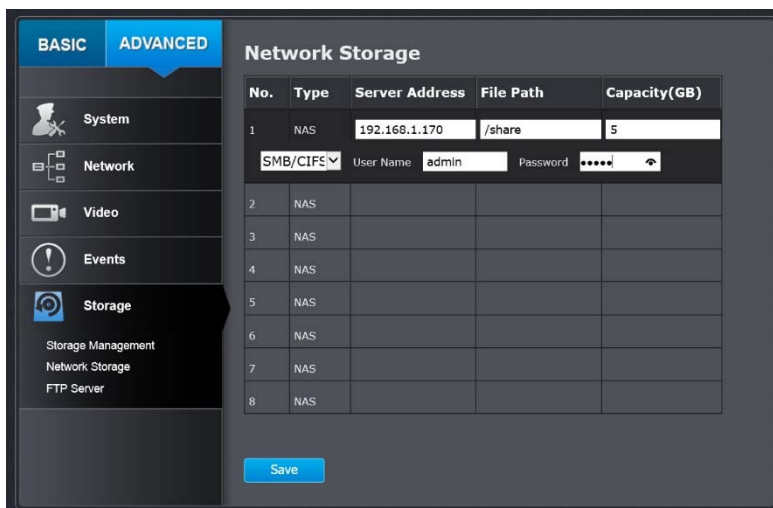 BASIC ADVANCED
Network Storage
No. Type Server Address File Path Capacity(GB)
System
1 NAS 192.168.1.170 /share 5
Network
SMB/CIFS User Name admin Password •••••
Video
2 NAS
3 NAS
Events
4 NAS
Storage
5 NAS
Storage Management
6 NAS
Network Storage
7 NAS
FTP Server
8 NAS
Save